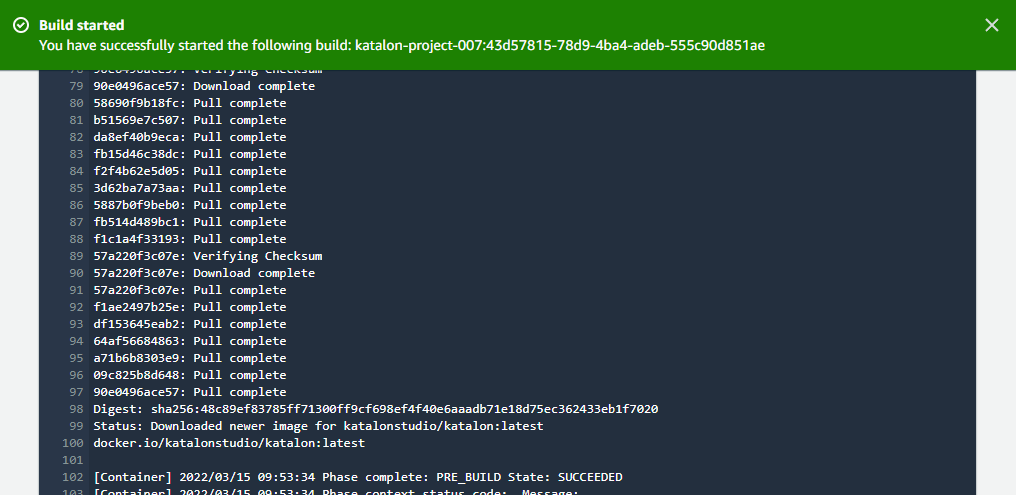 Build started
You have successfully started the following build: katalon-project-007:43d57815-78d9-4ba4-adeb-555c90d851ae
78 90e0496ace57: Verifying Checksum
79 90e0496ace57: Download complete
80 58690f9b18fc: Pull complete
81 b51569e7c507: Pull complete
82 da8ef40b9eca: Pull complete
83 fb15d46c38dc: Pull complete
84 f2f4b62e5d05: Pull complete
85 3d62ba7a73aa: Pull complete
86 5887b0f9beb0: Pull complete
87 fb514d489bc1: Pull complete
88 f1c1a4f33193: Pull complete
89 57a220f3c07e: Verifying Checksum
90 57a220f3c07e: Download complete
91 57a220f3c07e: Pull complete
92 f1ae2497b25e: Pull complete
93 df153645eab2: Pull complete
94 64af56684863: Pull complete
95 a71b6b8303e9: Pull complete
96 09c825b8d648: Pull complete
97 90e0496ace57: Pull complete
98 Digest: sha256:48c89ef83785ff71300ff9cf698ef4f40e6aaadb71e18d75ec362433eb1f7020
99 Status: Downloaded newer image for katalonstudio/katalon:latest
100 docker.io/katalonstudio/katalon:latest
101
102 [Container] 2022/03/15 09:53:34 Phase complete: PRE_BUILD State: SUCCEEDED
103 [Container] 2022/03/15 09:53:34 Phase context status code:  Message: